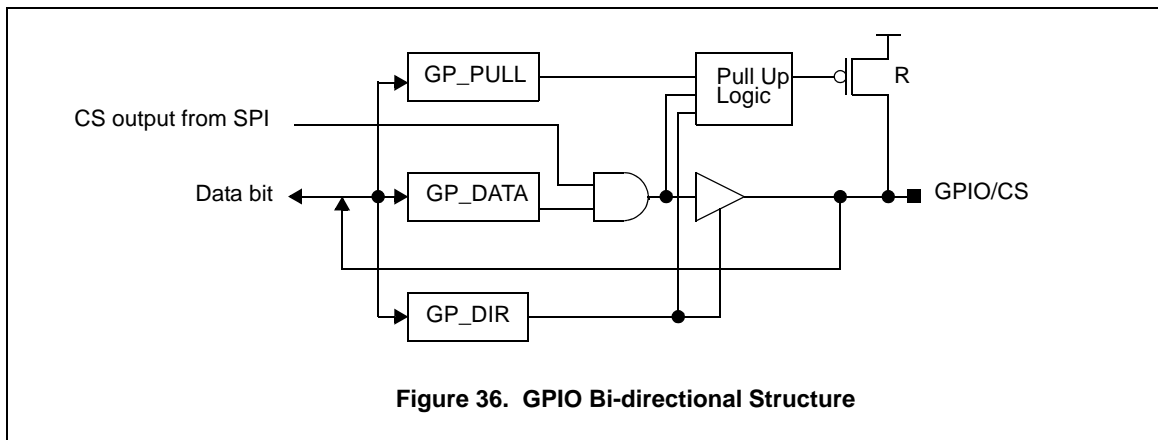 GP_PULL
Pull Up
Logic
R
CS output from SPI
Data bit
GP_DATA
GPIO/CS
GP_DIR
Figure 36. GPIO Bi-directional Structure